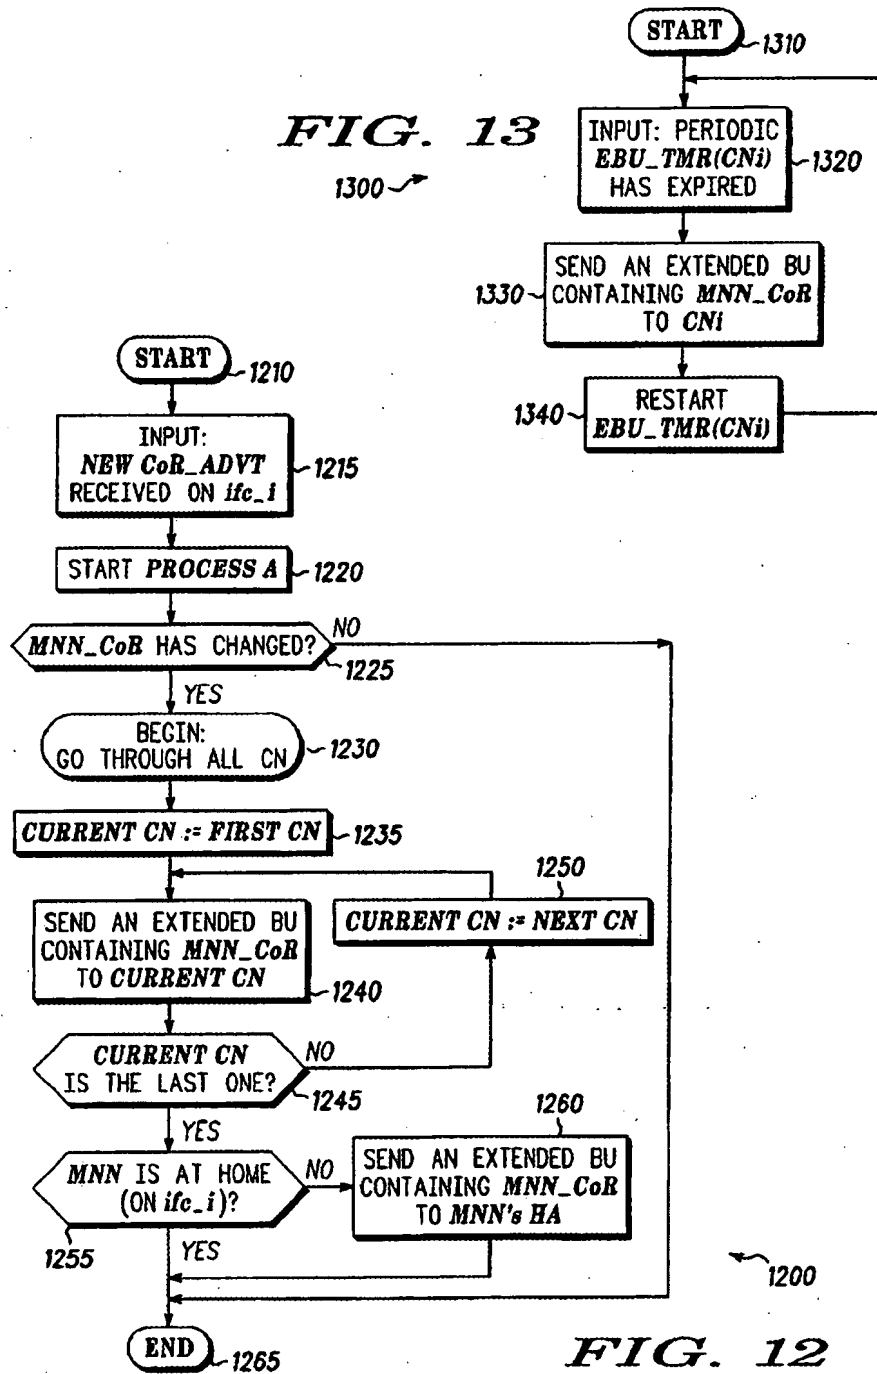 START
1310
FIG. 13
1300
INPUT: PERIODIC
EBU_TMR(CNi)
HAS EXPIRED
1320
SEND AN EXTENDED BU
CONTAINING MNN_CoR
TO CNi
1330
RESTART
EBU_TMR(CNi)
1340
START
1210
INPUT:
NEW CoR_ADVT
RECEIVED ON ifc_i
1215
START PROCESS A
1220
MNN_CoR HAS CHANGED?
NO
1225
YES
BEGIN:
GO THROUGH ALL CN
1230
CURRENT CN := FIRST CN
1235
1250
CURRENT CN := NEXT CN
SEND AN EXTENDED BU
CONTAINING MNN_CoR
TO CURRENT CN
1240
CURRENT CN
IS THE LAST ONE?
NO
1245
YES
1260
MNN IS AT HOME
(ON ifc_i)?
NO
1255
YES
SEND AN EXTENDED BU
CONTAINING MNN_CoR
TO MNN's HA
1200
END
1265
FIG. 12